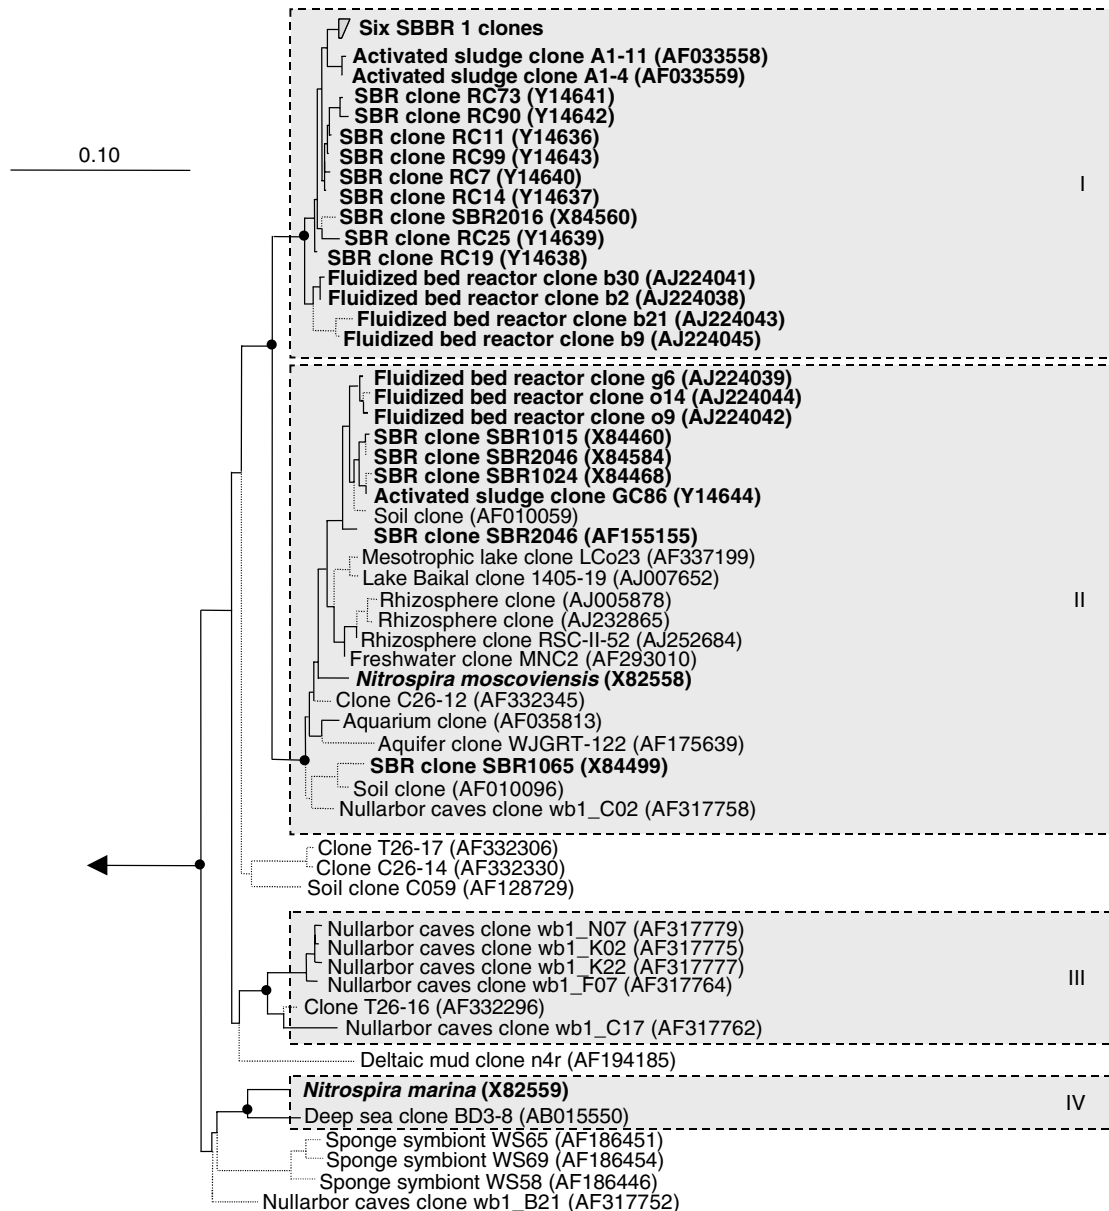 Six SBBR 1 clones
Activated sludge clone A1-11 (AF033558)
Activated sludge clone A1-4 (AF033559)
SBR clone RC73 (Y14641)
SBR clone RC90 (Y14642)
SBR clone RC11 (Y14636)
0.10
SBR clone RC99 (Y14643)
SBR clone RC7 (Y14640)
I
SBR clone RC14 (Y14637)
SBR clone SBR2016 (X84560)
SBR clone RC25 (Y14639)
SBR clone RC19 (Y14638)
Fluidized bed reactor clone b30 (AJ224041)
Fluidized bed reactor clone b2 (AJ224038)
Fluidized bed reactor clone b21 (AJ224043)
Fluidized bed reactor clone b9 (AJ224045)
Fluidized bed reactor clone g6 (AJ224039)
Fluidized bed reactor clone o14 (AJ224044)
Fluidized bed reactor clone o9 (AJ224042)
SBR clone SBR1015 (X84460)
SBR clone SBR2046 (X84584)
SBR clone SBR1024 (X84468)
Activated sludge clone GC86 (Y14644)
Soil clone (AF010059)
SBR clone SBR2046 (AF155155)
Mesotrophic lake clone LCo23 (AF337199)
Lake Baikal clone 1405-19 (AJ007652)
Rhizosphere clone (AJ005878)
II
Rhizosphere clone (AJ232865)
Rhizosphere clone RSC-II-52 (AJ252684)
Freshwater clone MNC2 (AF293010)
Nitrospira moscoviensis (X82558)
Clone C26-12 (AF332345)
Aquarium clone (AF035813)
Aquifer clone WJGRT-122 (AF175639)
SBR clone SBR1065 (X84499)
Soil clone (AF010096)
Nullarbor caves clone wb1_C02 (AF317758)
Clone T26-17 (AF332306)
Clone C26-14 (AF332330)
Soil clone C059 (AF128729)
Nullarbor caves clone wb1_N07 (AF317779)
Nullarbor caves clone wb1_K02 (AF317775)
Nullarbor caves clone wb1_K22 (AF317777)
III
Nullarbor caves clone wb1_F07 (AF317764)
Clone T26-16 (AF332296)
Nullarbor caves clone wb1_C17 (AF317762)
Deltaic mud clone n4r (AF194185)
Nitrospira marina (X82559)
IV
Deep sea clone BD3-8 (AB015550)
Sponge symbiont WS65 (AF186451)
Sponge symbiont WS69 (AF186454)
Sponge symbiont WS58 (AF186446)
Nullarbor caves clone wb1_B21 (AF317752)